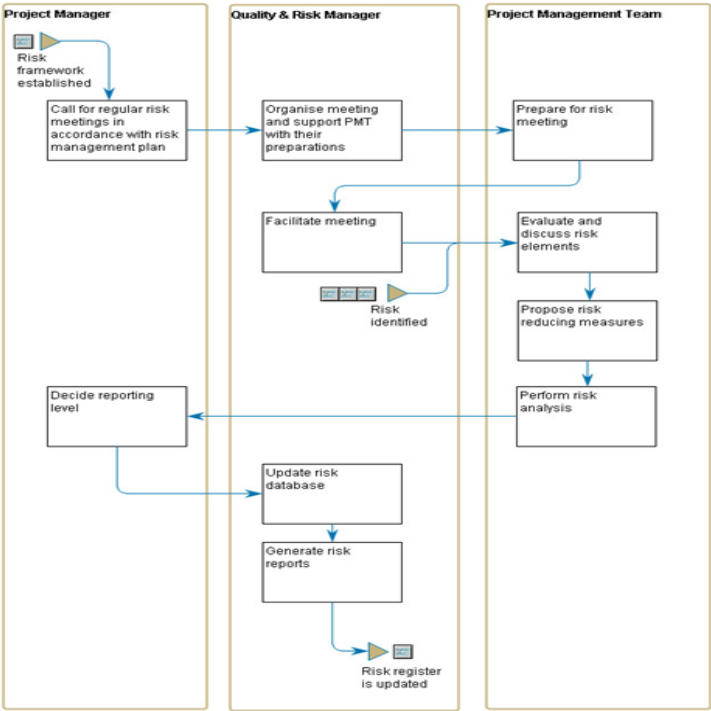 Project Manager
Quality & Risk Manager
Project Management Team
Risk
framework
established
Call for regular risk
meetings in
accordance with risk
management plan
Organise meeting
and support PMT
with their
preparations
Prepare for risk
meeting
Facilitate meeting
Evaluate and
discuss risk
elements
Risk
identified
Propose risk
reducing measures
Decide reporting
level
Perform risk
analysis
Update risk
database
Generate risk
reports
Risk register
is updated